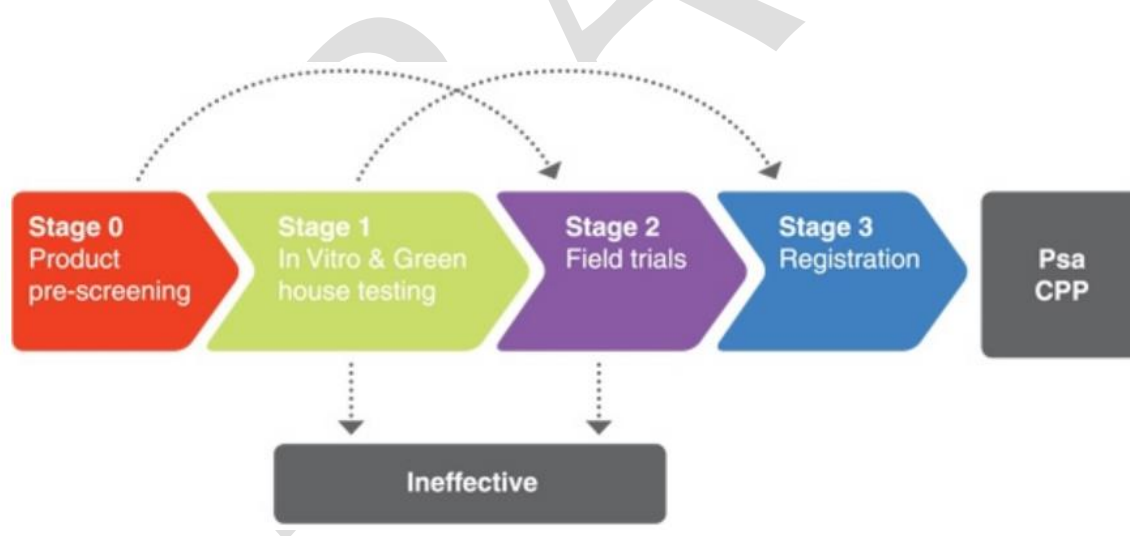 Stage 0
Product
pre-screening
Stage 1
In Vitro & Green
house testing
Stage 2
Field trials
Stage 3
Registration
Psa
CPP
Ineffective